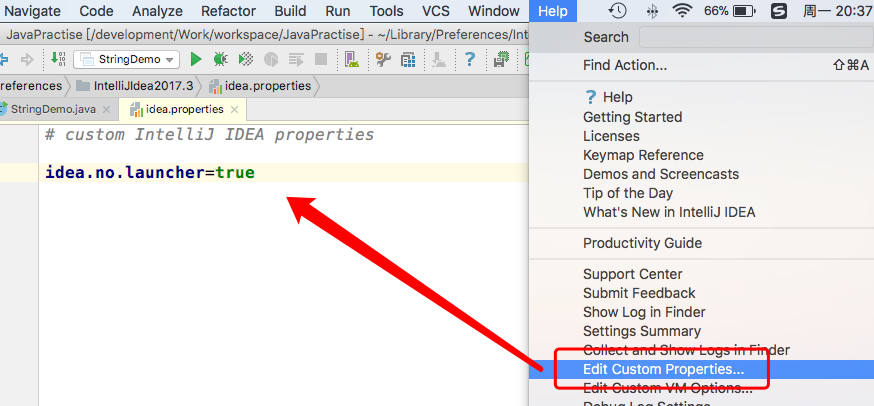 Navigate Code Analyze Refactor Build Run Tools VCS Window Help 66% S 周一 20:37
JavaPractise [/development/Work/workspace/JavaPractise] - ~/Library/Preferences/Int
StringDemo
references IntelliJIdea2017.3 idea.properties
StringDemo.java idea.properties
# custom IntelliJ IDEA properties
idea.no.launcher=true
Search
Find Action... ⇧⌘A
? Help
Getting Started
Licenses
Keymap Reference
Demos and Screencasts
Tip of the Day
What's New in IntelliJ IDEA
Productivity Guide
Support Center
Submit Feedback
Show Log in Finder
Settings Summary
Collect and Show Logs in Finder
Edit Custom Properties...
Edit Custom VM Options...
Debug Log Settings